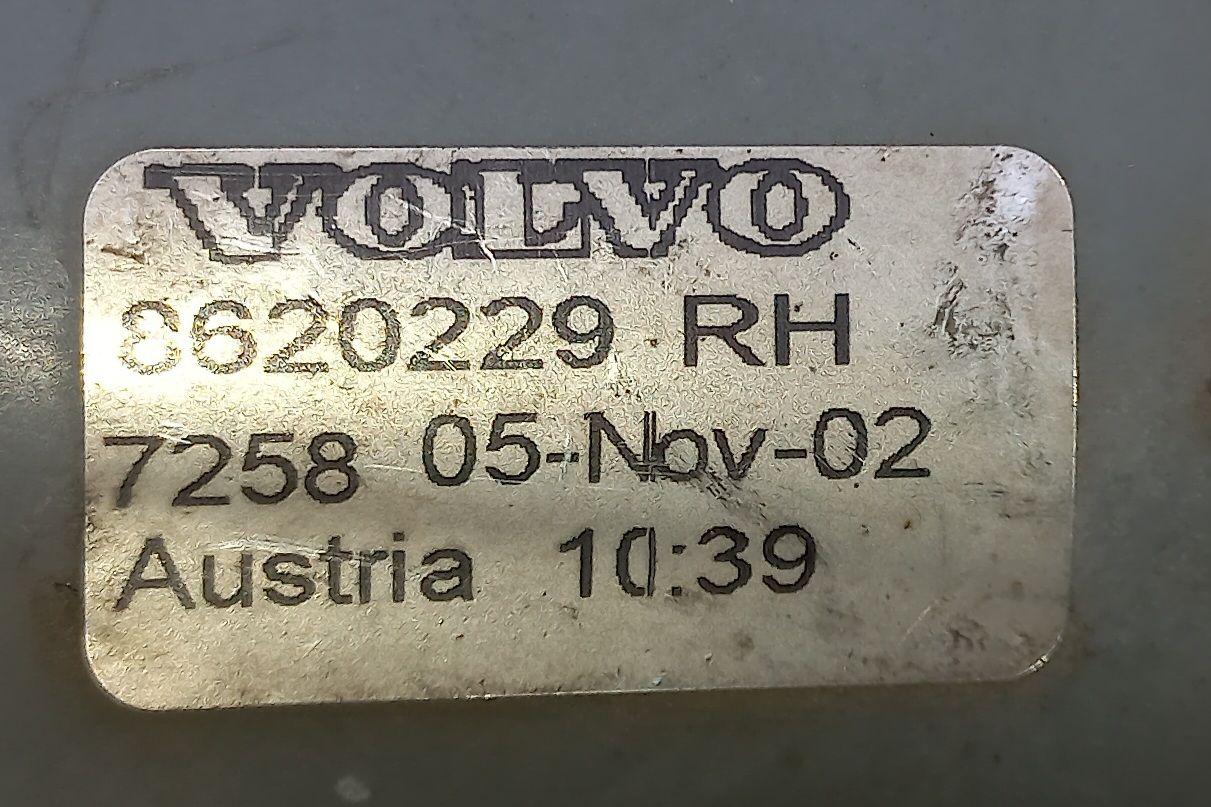 VOLVO
8620229 RH
7258 05-Nov-02
Austria 10:39